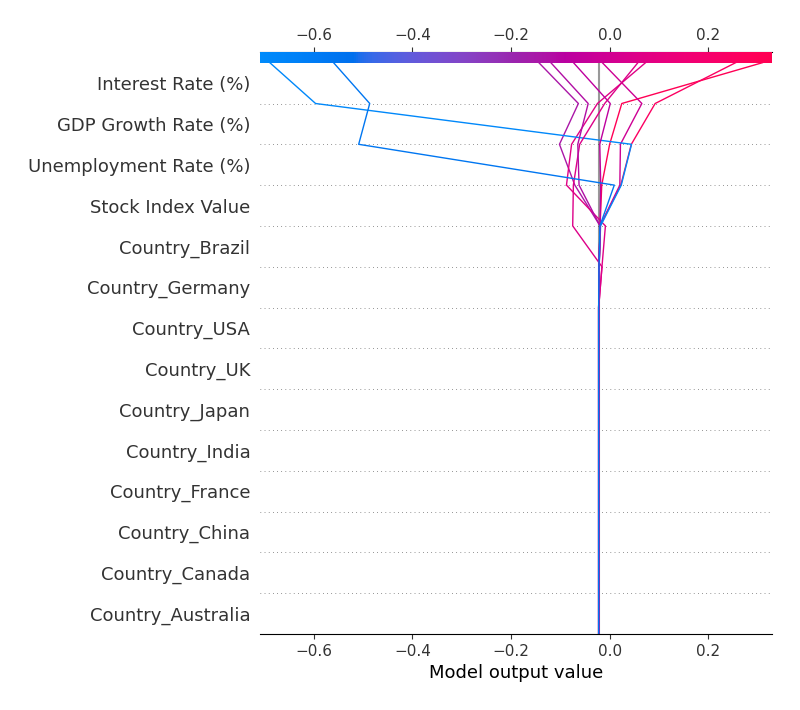 −0.6 −0.4 −0.2 0.0 0.2
Interest Rate (%)
GDP Growth Rate (%)
Unemployment Rate (%)
Stock Index Value
Country_Brazil
Country_Germany
Country_USA
Country_UK
Country_Japan
Country_India
Country_France
Country_China
Country_Canada
Country_Australia
−0.6 −0.4 −0.2 0.0 0.2
Model output value